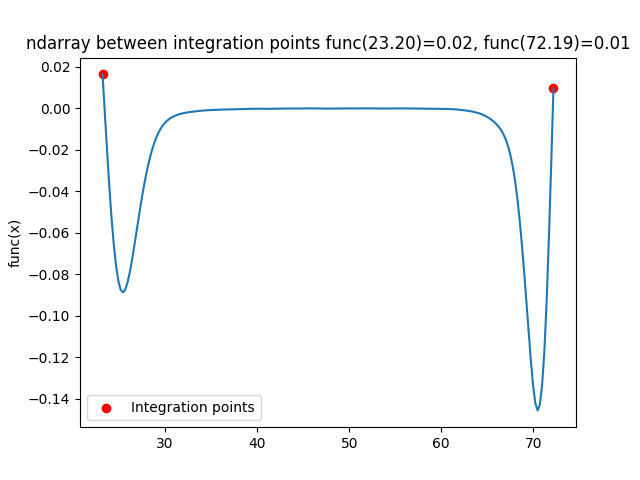 ndarray between integration points func(23.20)=0.02, func(72.19)=0.01
0.02
0.00
−0.02
−0.04
−0.06
−0.08
−0.10
−0.12
−0.14
func(x)
Integration points
30 40 50 60 70